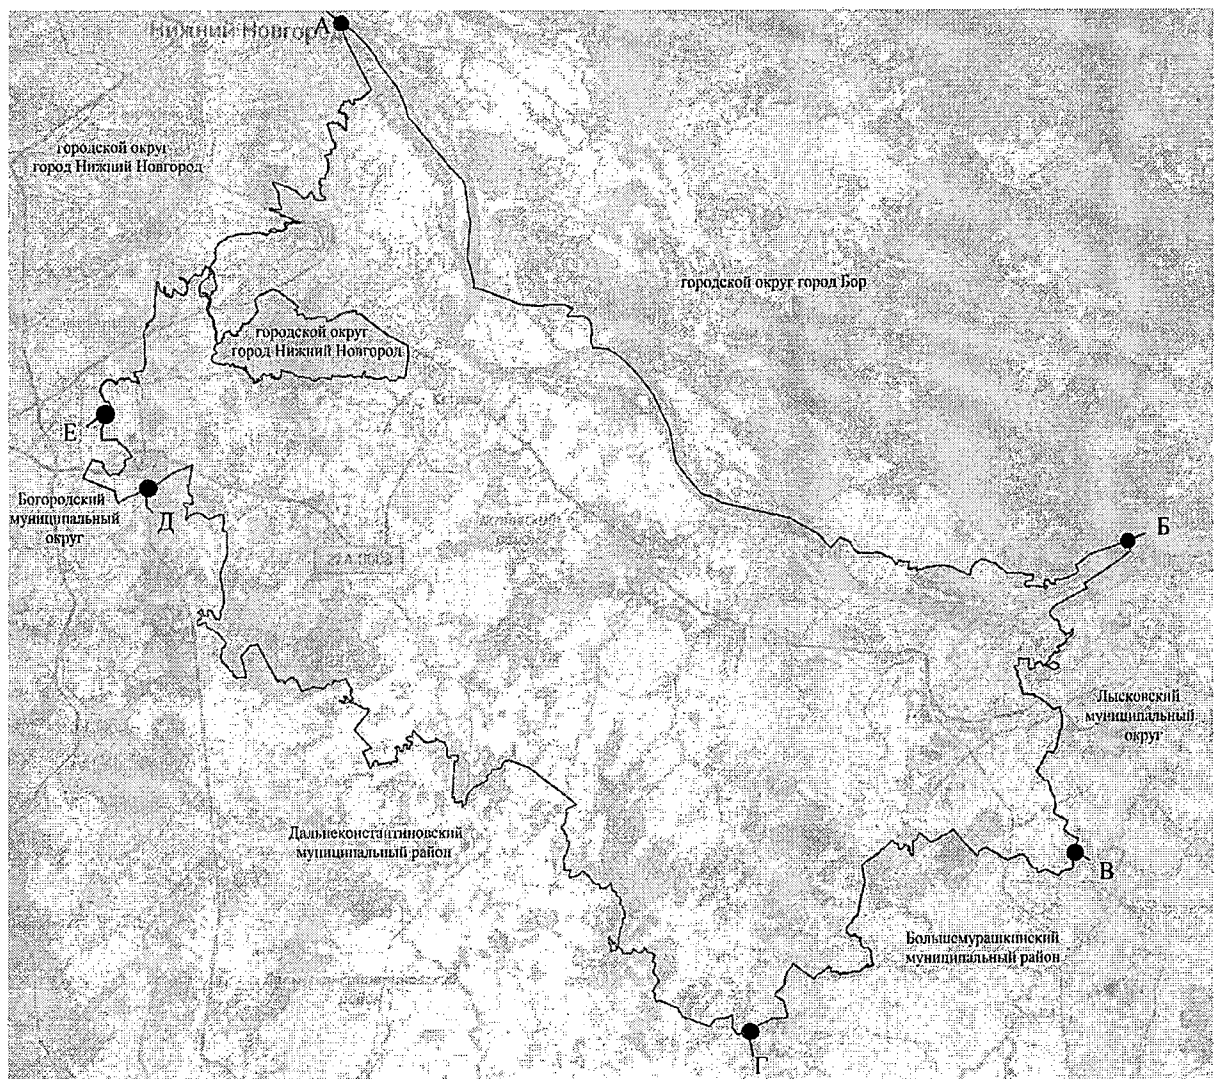 Нижний Новгор
А
городской округ
город Нижний Новгород
городской округ город Бор
городской округ
город Нижний Новгород
Е
Богородский
муниципальный
округ
Д
Б
Лысковский
муниципальный
округ
Дальнеконстантиновский
муниципальный район
В
Большемурашкинский
муниципальный район
Г